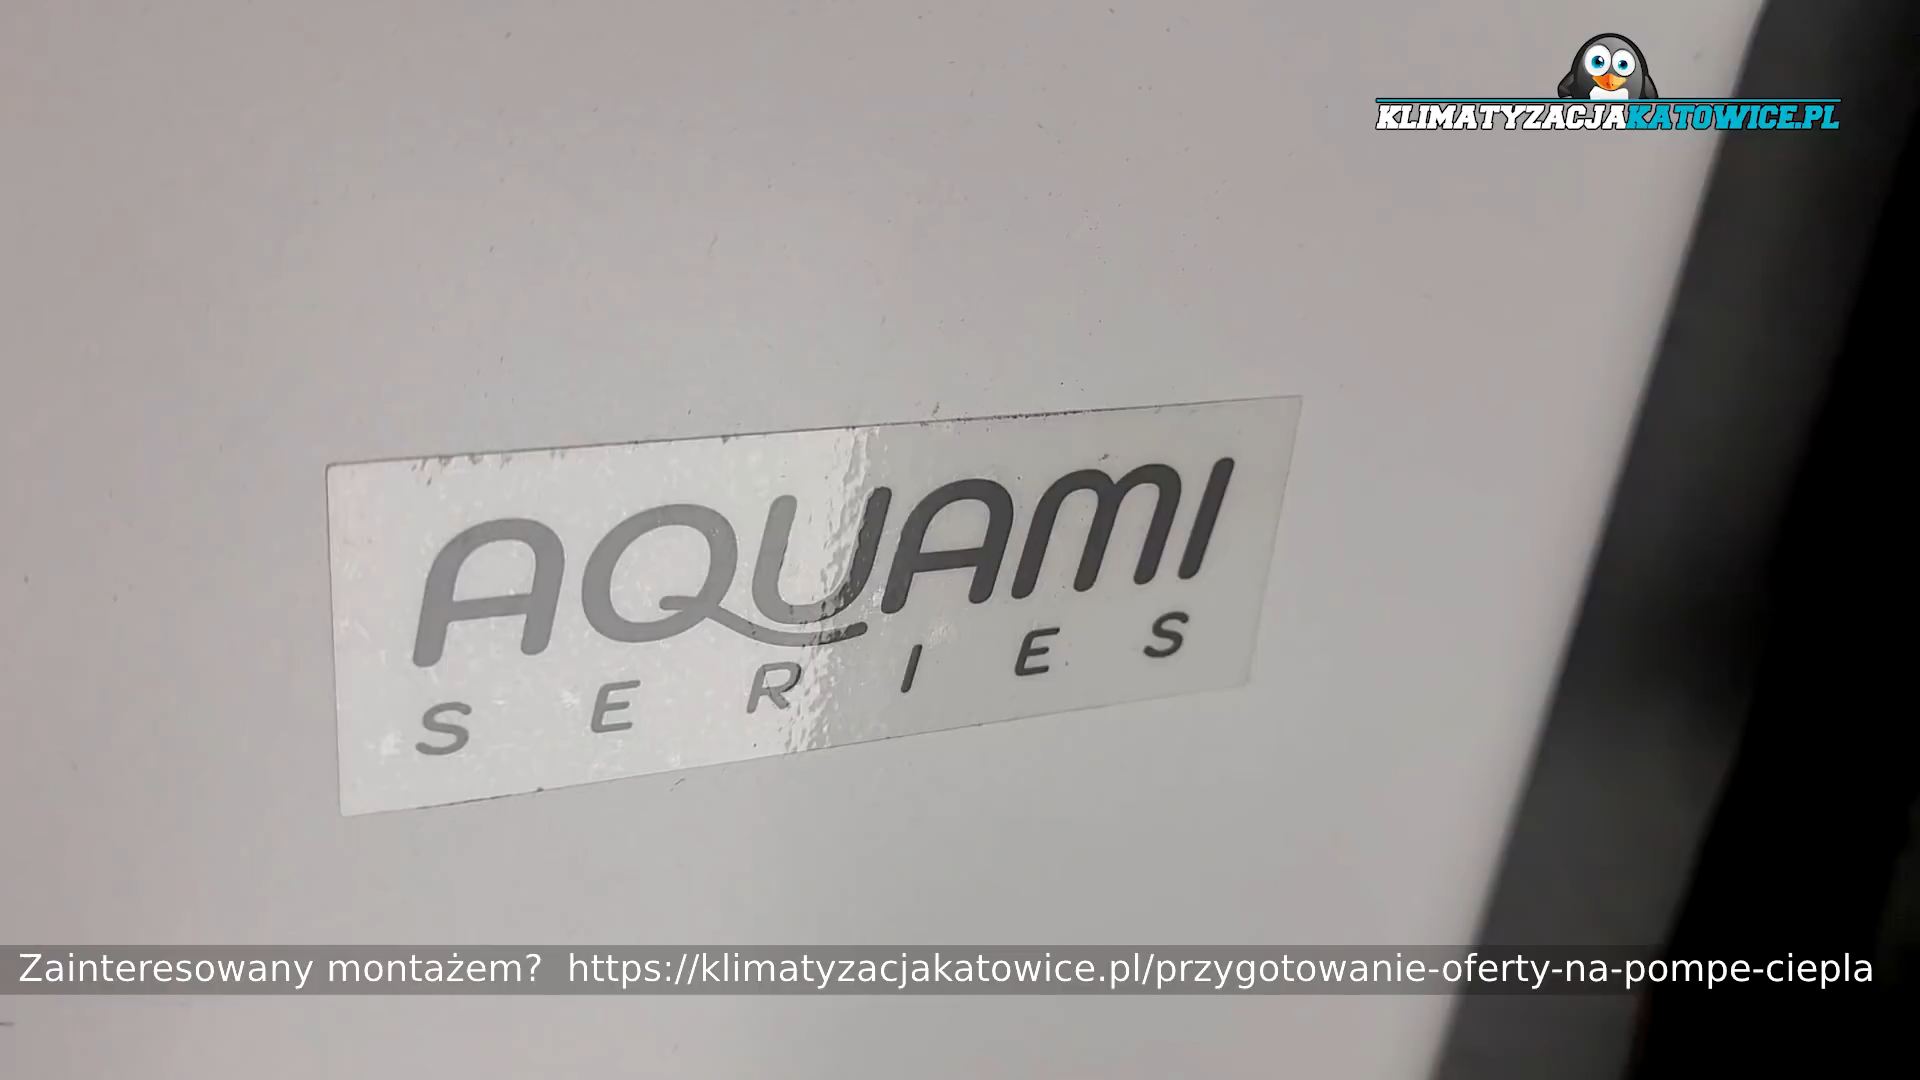 KLIMATYZACJAKATOWICE.PL
AQUAMI
SERIES
Zainteresowany montażem? https://klimatyzacjakatowice.pl/przygotowanie-oferty-na-pompe-ciepla